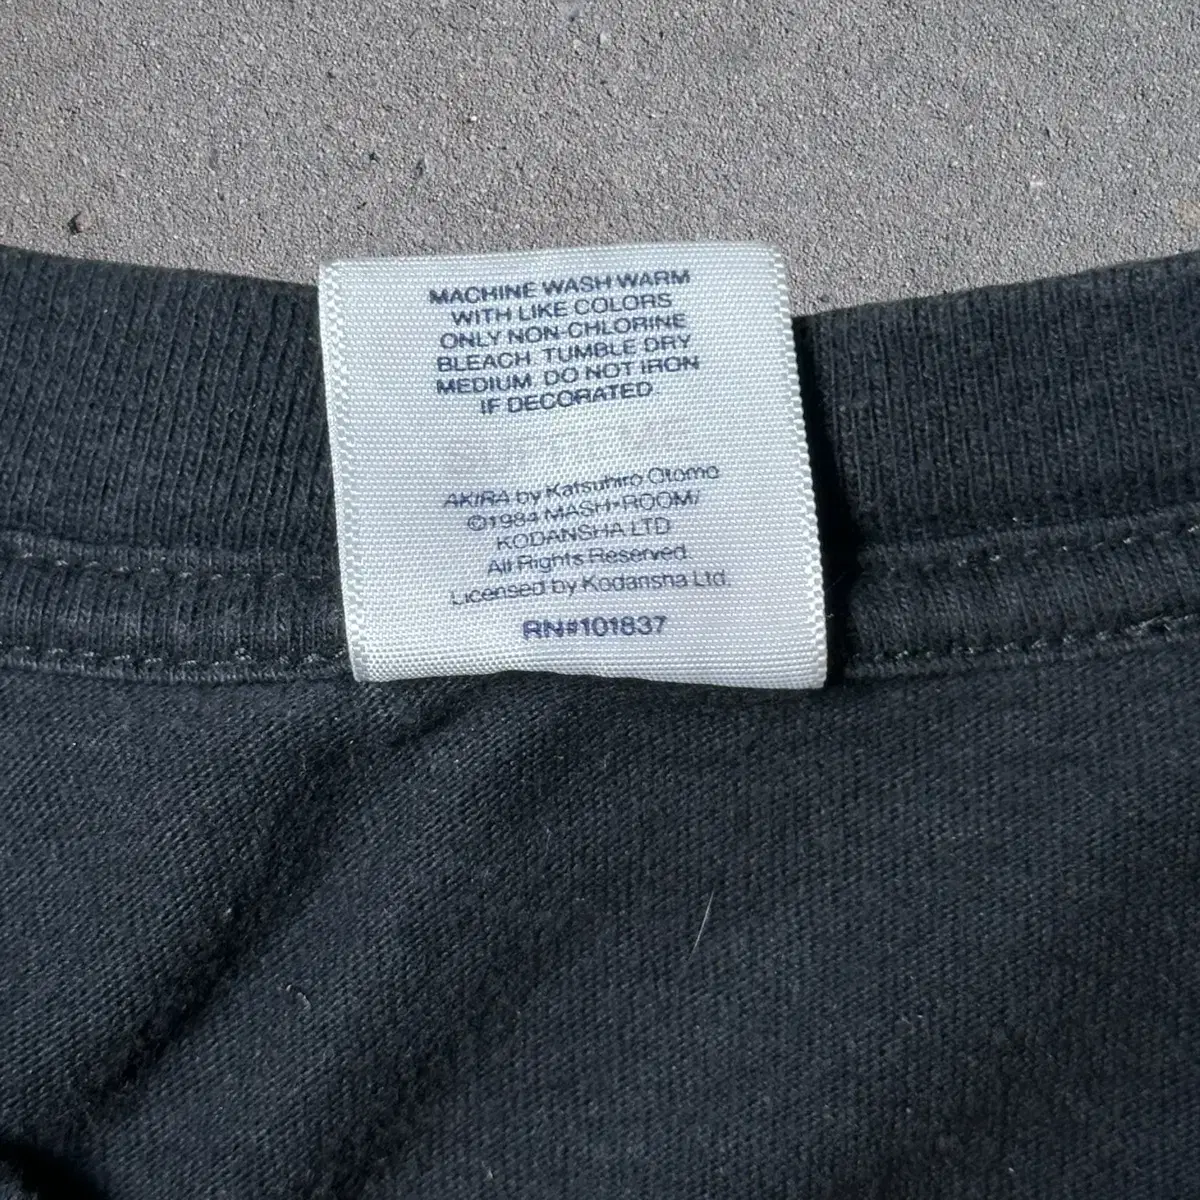 MACHINE WASH WARM
WITH LIKE COLORS
ONLY NON-CHLORINE
BLEACH. TUMBLE DRY
MEDIUM. DO NOT IRON
IF DECORATED.
AKIRA by Katsuhiro Otomo
©1984 MASH•ROOM/
KODANSHA LTD
All Rights Reserved.
Licensed by Kodansha Ltd.
RN#101837